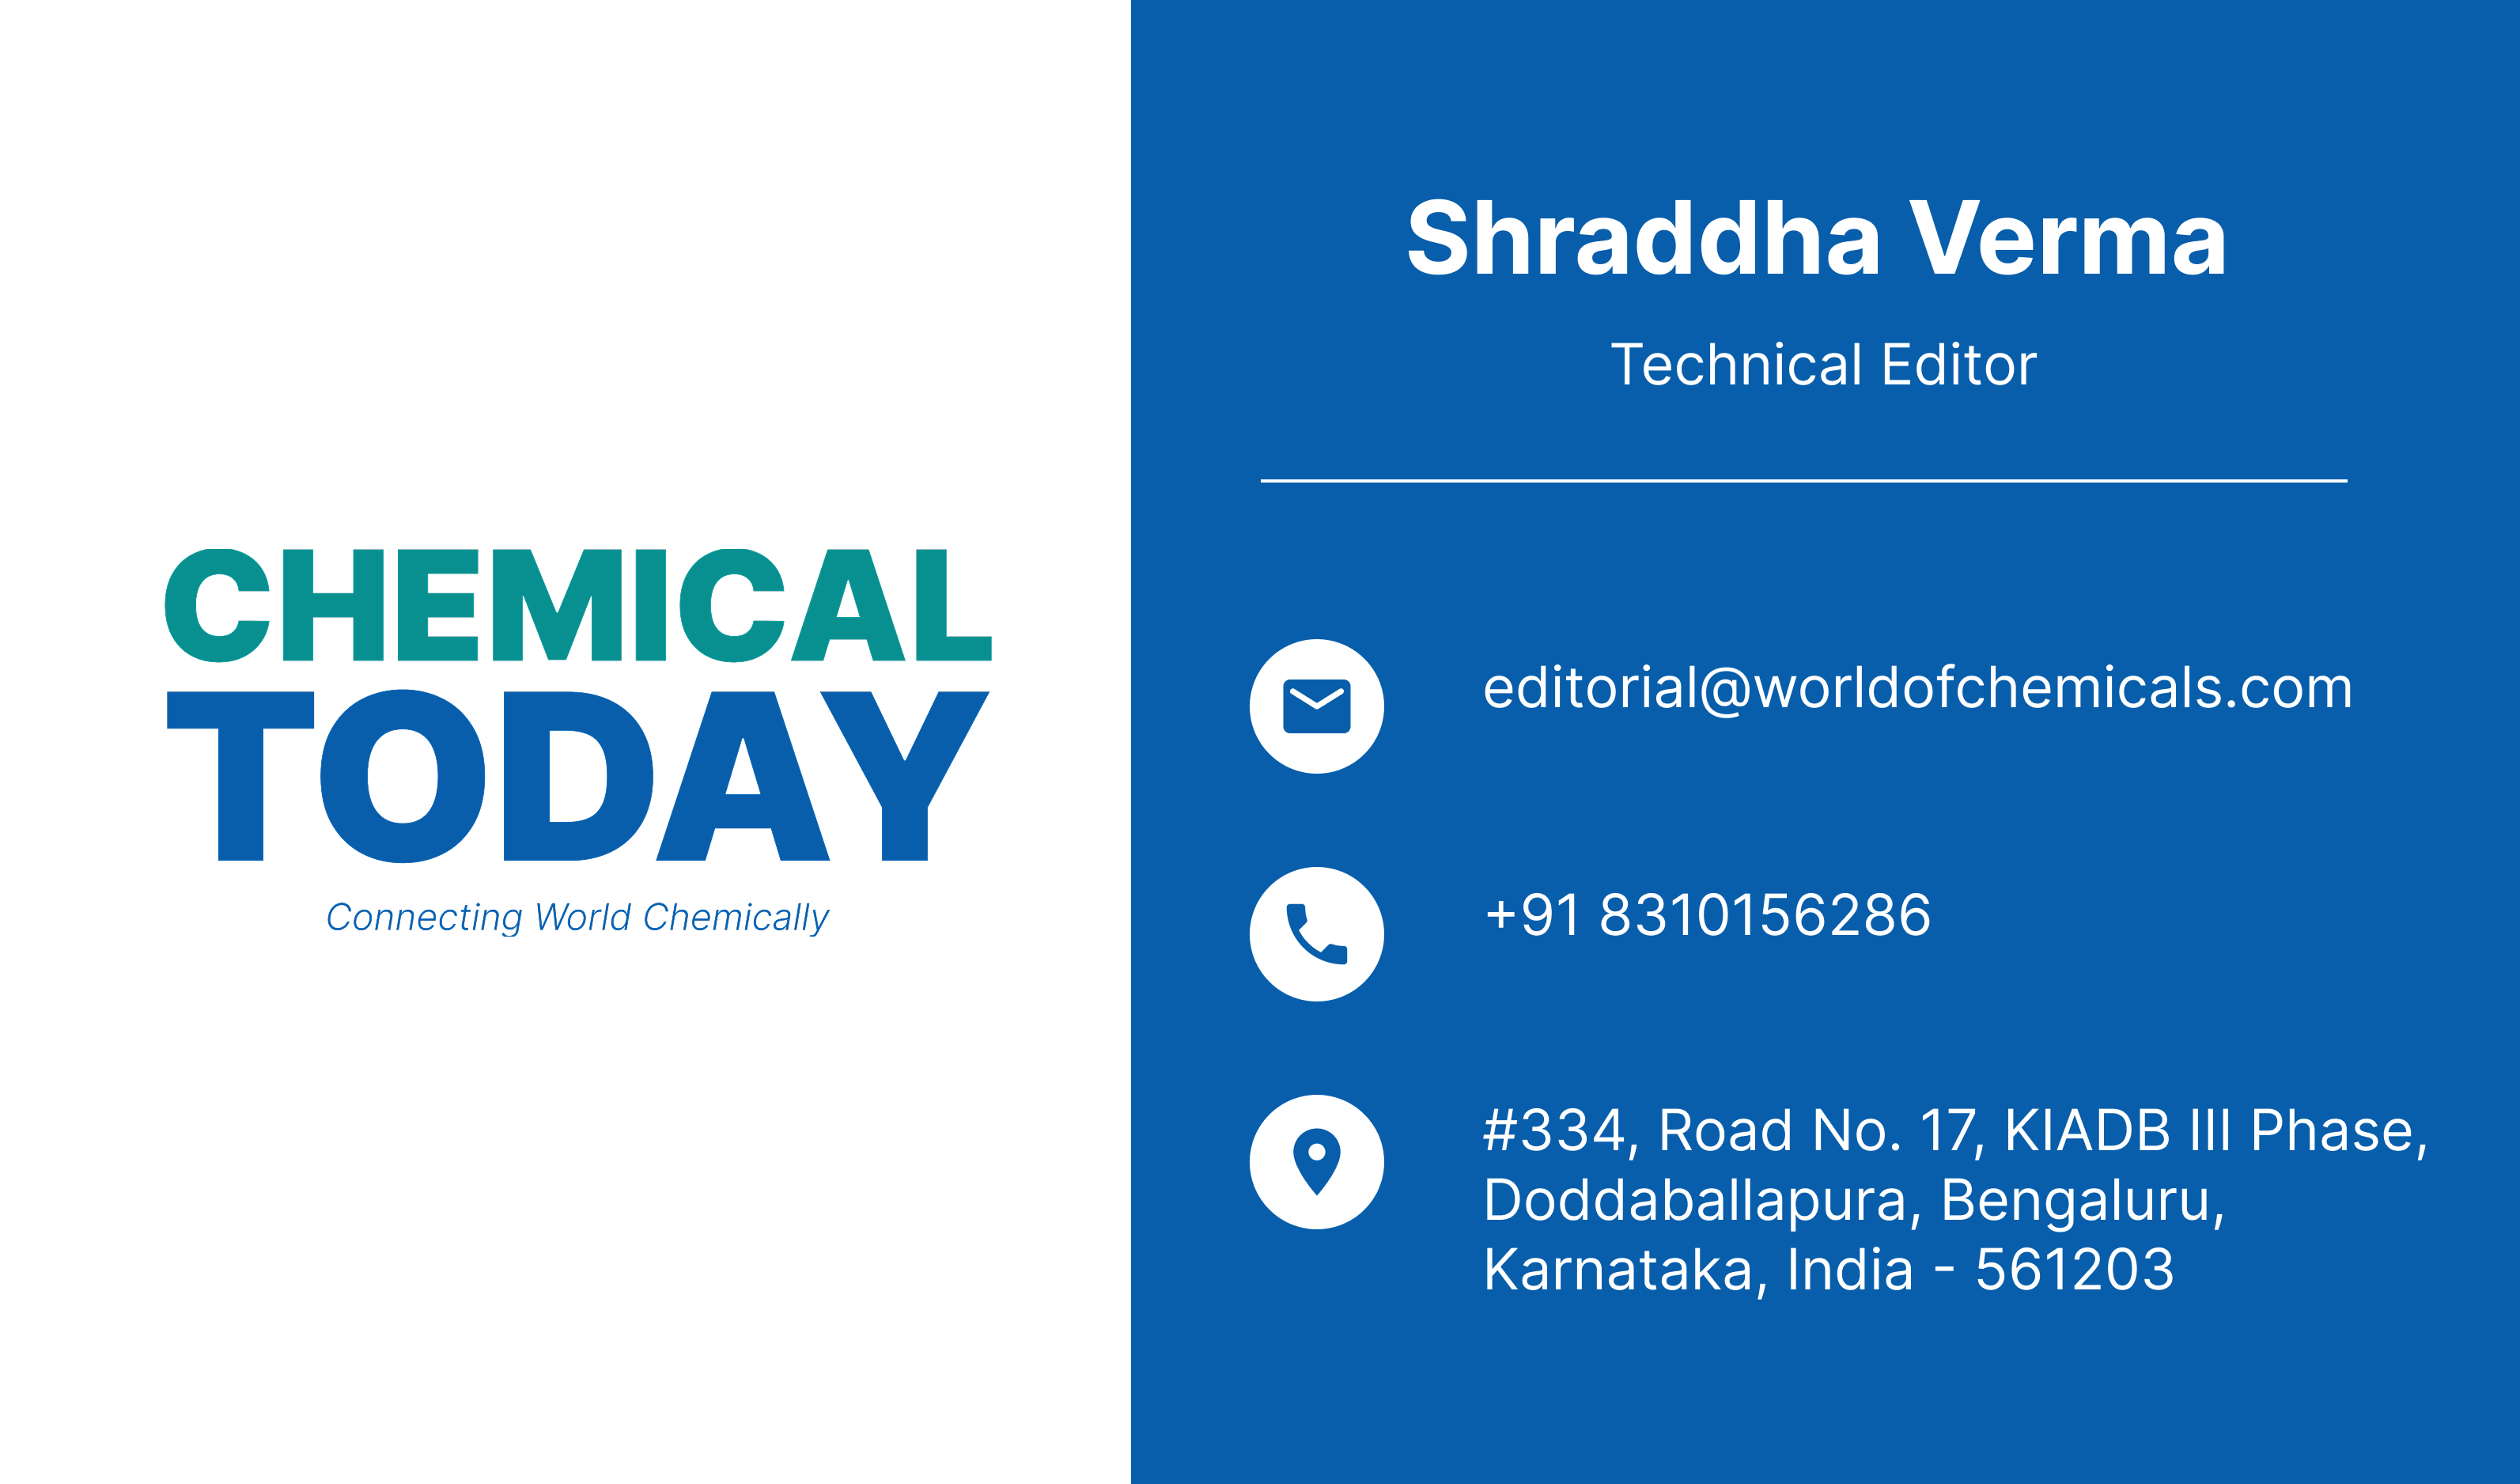 CHEMICAL
TODAY
Connecting World Chemically
Shraddha Verma
Technical Editor
editorial@worldofchemicals.com
+91 8310156286
#334, Road No. 17, KIADB III Phase,
Doddaballapura, Bengaluru,
Karnataka, India - 561203